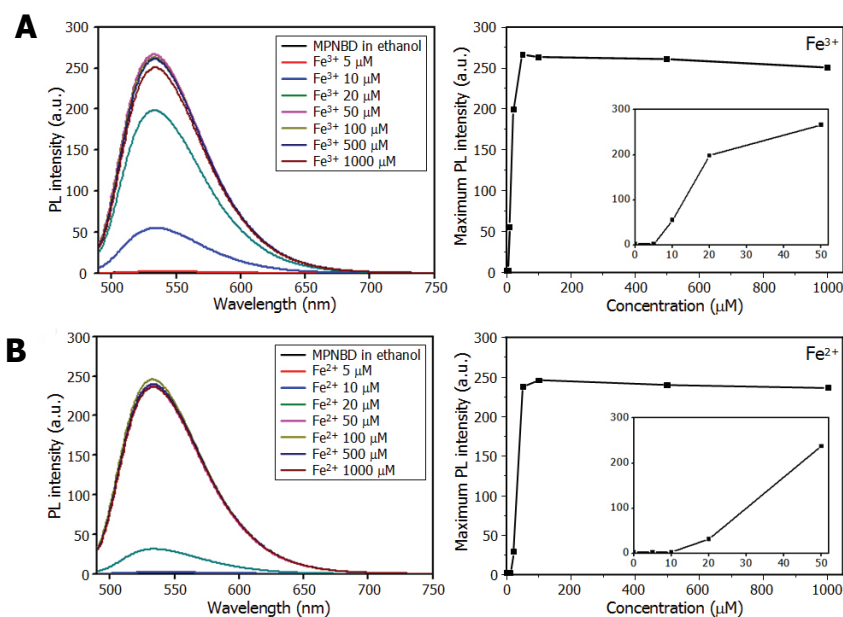 A
300
250
200
150
100
50
0
PL intensity (a.u.)
500 550 600 650 700 750
Wavelength (nm)
MPNBD in ethanol
Fe³⁺ 5 μM
Fe³⁺ 10 μM
Fe³⁺ 20 μM
Fe³⁺ 50 μM
Fe³⁺ 100 μM
Fe³⁺ 500 μM
Fe³⁺ 1000 μM
300
250
200
150
100
50
0
Maximum PL intensity (a.u.)
0 200 400 600 800 1000
Concentration (μM)
Fe³⁺
300
200
100
0
0 10 20 30 40 50
B
300
250
200
150
100
50
0
PL intensity (a.u.)
500 550 600 650 700 750
Wavelength (nm)
MPNBD in ethanol
Fe²⁺ 5 μM
Fe²⁺ 10 μM
Fe²⁺ 20 μM
Fe²⁺ 50 μM
Fe²⁺ 100 μM
Fe²⁺ 500 μM
Fe²⁺ 1000 μM
300
250
200
150
100
50
0
Maximum PL intensity (a.u.)
0 200 400 600 800 1000
Concentration (μM)
Fe²⁺
300
200
100
0
0 10 20 30 40 50